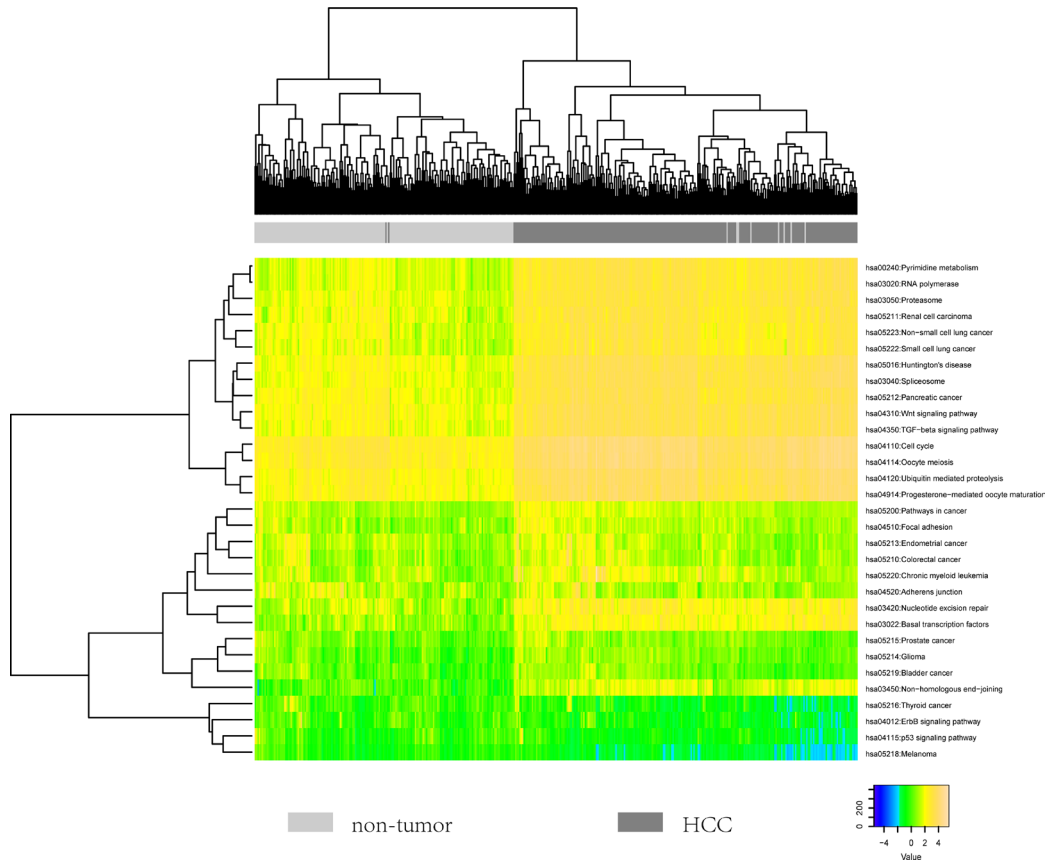 hsa00240:Pyrimidine metabolism
hsa03020:RNA polymerase
hsa03050:Proteasome
hsa05211:Renal cell carcinoma
hsa05223:Non−small cell lung cancer
hsa05222:Small cell lung cancer
hsa05016:Huntington's disease
hsa03040:Spliceosome
hsa05212:Pancreatic cancer
hsa04310:Wnt signaling pathway
hsa04350:TGF−beta signaling pathway
hsa04110:Cell cycle
hsa04114:Oocyte meiosis
hsa04120:Ubiquitin mediated proteolysis
hsa04914:Progesterone−mediated oocyte maturation
hsa05200:Pathways in cancer
hsa04510:Focal adhesion
hsa05213:Endometrial cancer
hsa05210:Colorectal cancer
hsa05220:Chronic myeloid leukemia
hsa04520:Adherens junction
hsa03420:Nucleotide excision repair
hsa03022:Basal transcription factors
hsa05215:Prostate cancer
hsa05214:Glioma
hsa05219:Bladder cancer
hsa03450:Non−homologous end−joining
hsa05216:Thyroid cancer
hsa04012:ErbB signaling pathway
hsa04115:p53 signaling pathway
hsa05218:Melanoma
non-tumor
HCC
0 200
−4 0 2 4
Value